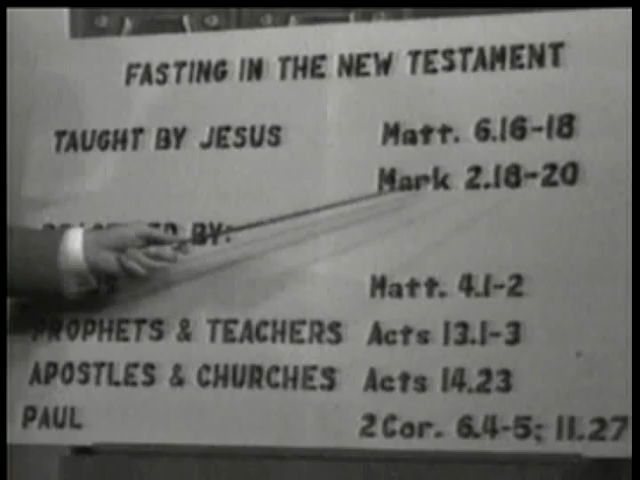 FASTING IN THE NEW TESTAMENT
TAUGHT BY JESUS Matt. 6.16-18
Mark 2.18-20
BY:
Matt. 4.1-2
PROPHETS & TEACHERS Acts 13.1-3
APOSTLES & CHURCHES Acts 14.23
PAUL 2 Cor. 6.4-5; 11.27